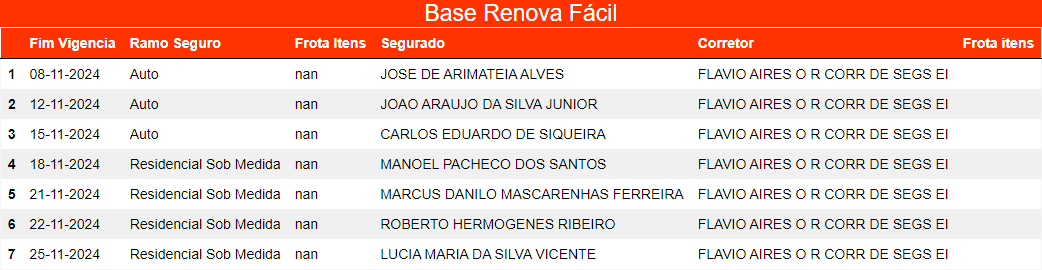 Base Renova Fácil
Fim Vigencia Ramo Seguro Frota Itens Segurado Corretor Frota itens
1 08-11-2024 Auto nan JOSE DE ARIMATEIA ALVES FLAVIO AIRES O R CORR DE SEGS EI
2 12-11-2024 Auto nan JOAO ARAUJO DA SILVA JUNIOR FLAVIO AIRES O R CORR DE SEGS EI
3 15-11-2024 Auto nan CARLOS EDUARDO DE SIQUEIRA FLAVIO AIRES O R CORR DE SEGS EI
4 18-11-2024 Residencial Sob Medida nan MANOEL PACHECO DOS SANTOS FLAVIO AIRES O R CORR DE SEGS EI
5 21-11-2024 Residencial Sob Medida nan MARCUS DANILO MASCARENHAS FERREIRA FLAVIO AIRES O R CORR DE SEGS EI
6 22-11-2024 Residencial Sob Medida nan ROBERTO HERMOGENES RIBEIRO FLAVIO AIRES O R CORR DE SEGS EI
7 25-11-2024 Residencial Sob Medida nan LUCIA MARIA DA SILVA VICENTE FLAVIO AIRES O R CORR DE SEGS EI